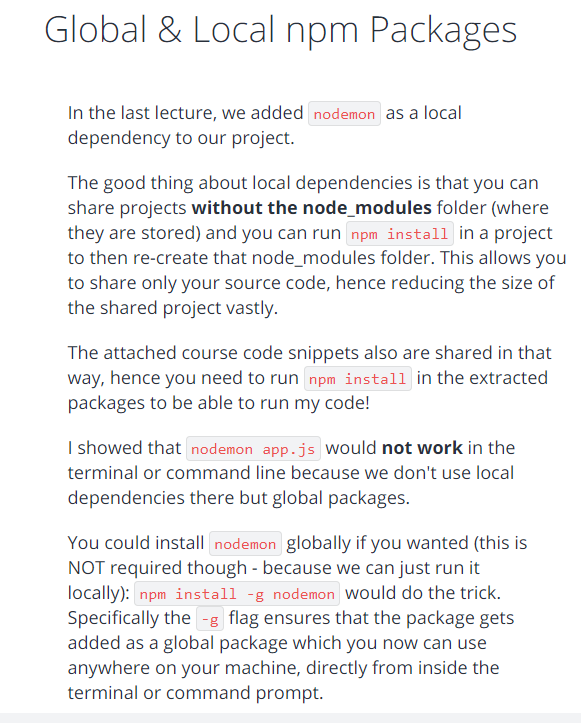 Global & Local npm Packages
In the last lecture, we added nodemon as a local
dependency to our project.
The good thing about local dependencies is that you can
share projects without the node_modules folder (where
they are stored) and you can run npm install in a project
to then re-create that node_modules folder. This allows you
to share only your source code, hence reducing the size of
the shared project vastly.
The attached course code snippets also are shared in that
way, hence you need to run npm install in the extracted
packages to be able to run my code!
I showed that nodemon app.js would not work in the
terminal or command line because we don't use local
dependencies there but global packages.
You could install nodemon globally if you wanted (this is
NOT required though - because we can just run it
locally): npm install -g nodemon would do the trick.
Specifically the -g flag ensures that the package gets
added as a global package which you now can use
anywhere on your machine, directly from inside the
terminal or command prompt.